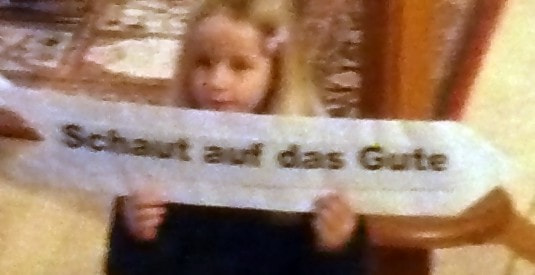 Schaut auf das Gute